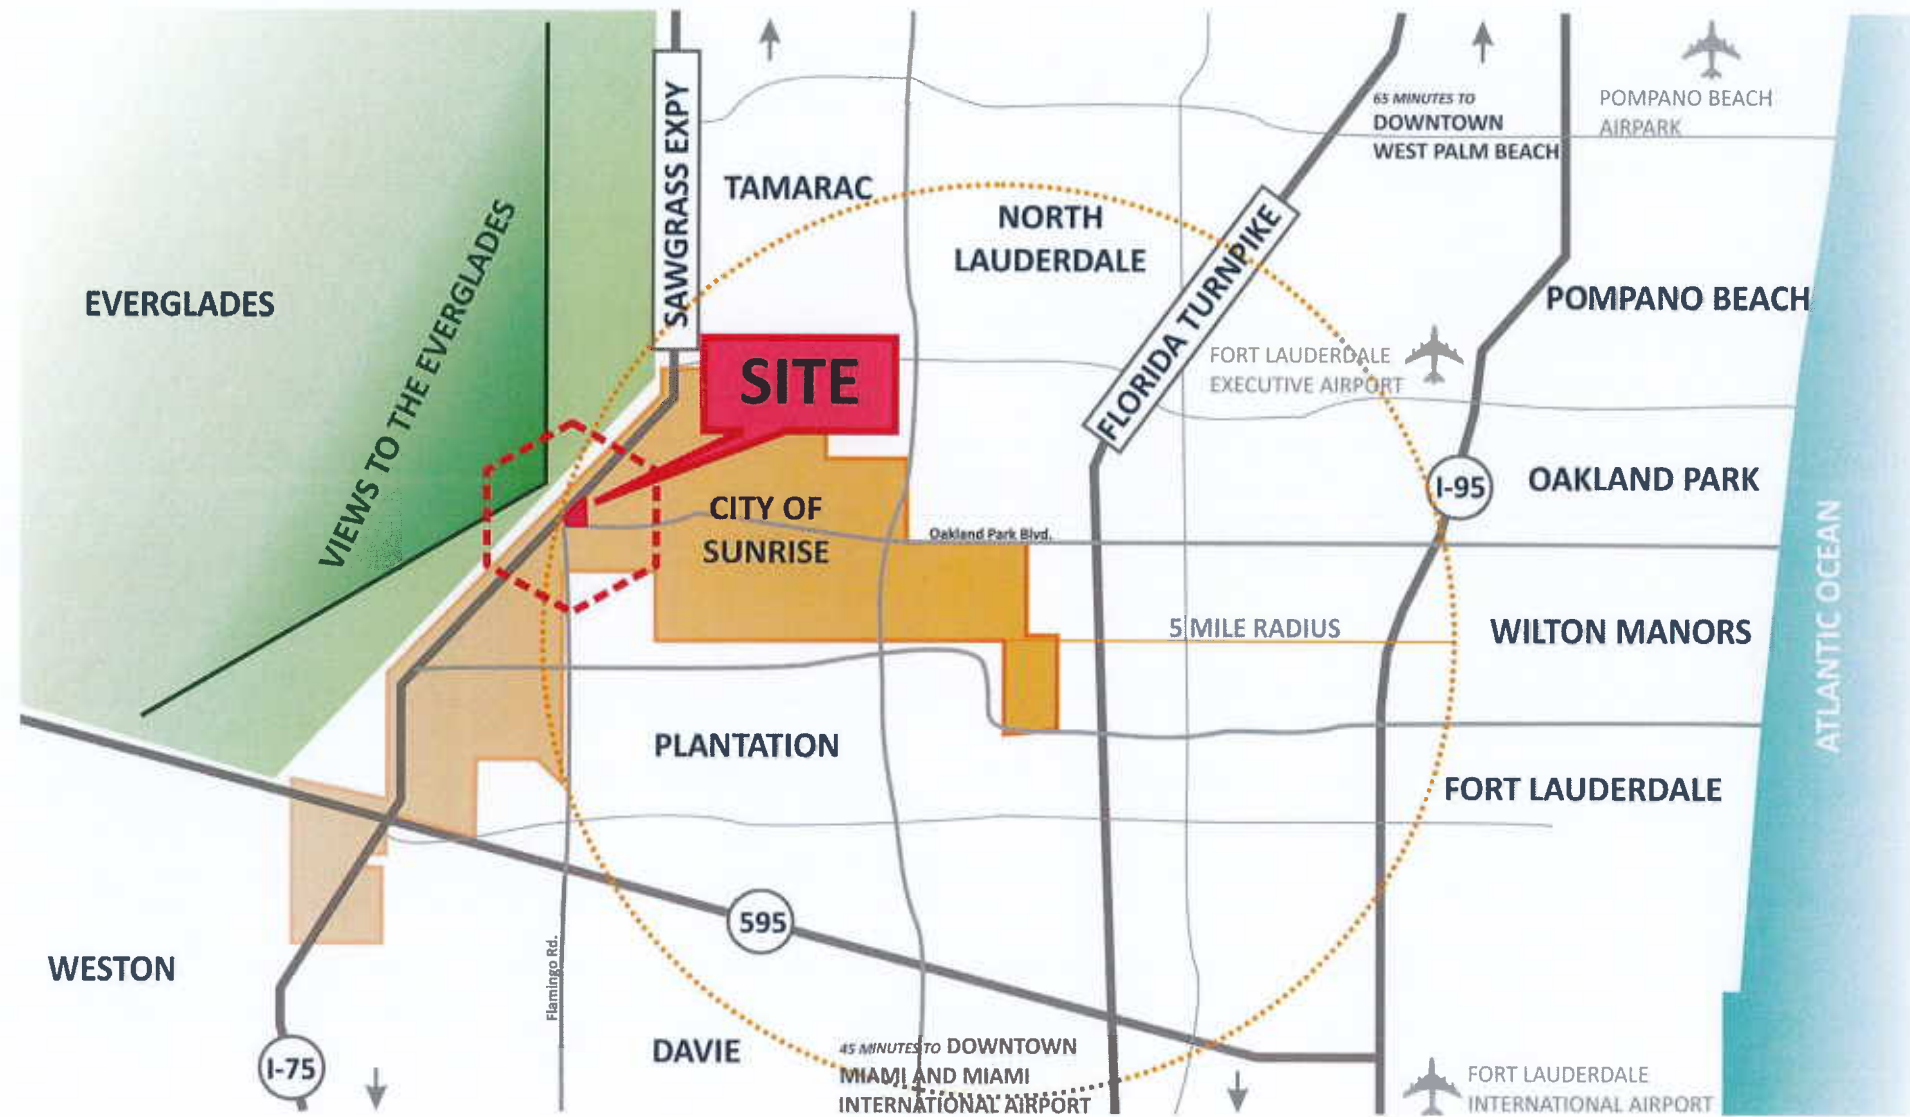 SAWGRASS EXPY
65 MINUTES TO
DOWNTOWN
WEST PALM BEACH
POMPANO BEACH
AIRPARK
TAMARAC
NORTH
LAUDERDALE
EVERGLADES
VIEWS TO THE EVERGLADES
FLORIDA TURNPIKE
POMPANO BEACH
FORT LAUDERDALE
EXECUTIVE AIRPORT
SITE
I-95
OAKLAND PARK
CITY OF
SUNRISE
Oakland Park Blvd.
5 MILE RADIUS
WILTON MANORS
ATLANTIC OCEAN
PLANTATION
FORT LAUDERDALE
595
WESTON
Flamingo Rd.
DAVIE
45 MINUTES TO DOWNTOWN
MIAMI AND MIAMI
INTERNATIONAL AIRPORT
I-75
FORT LAUDERDALE
INTERNATIONAL AIRPORT